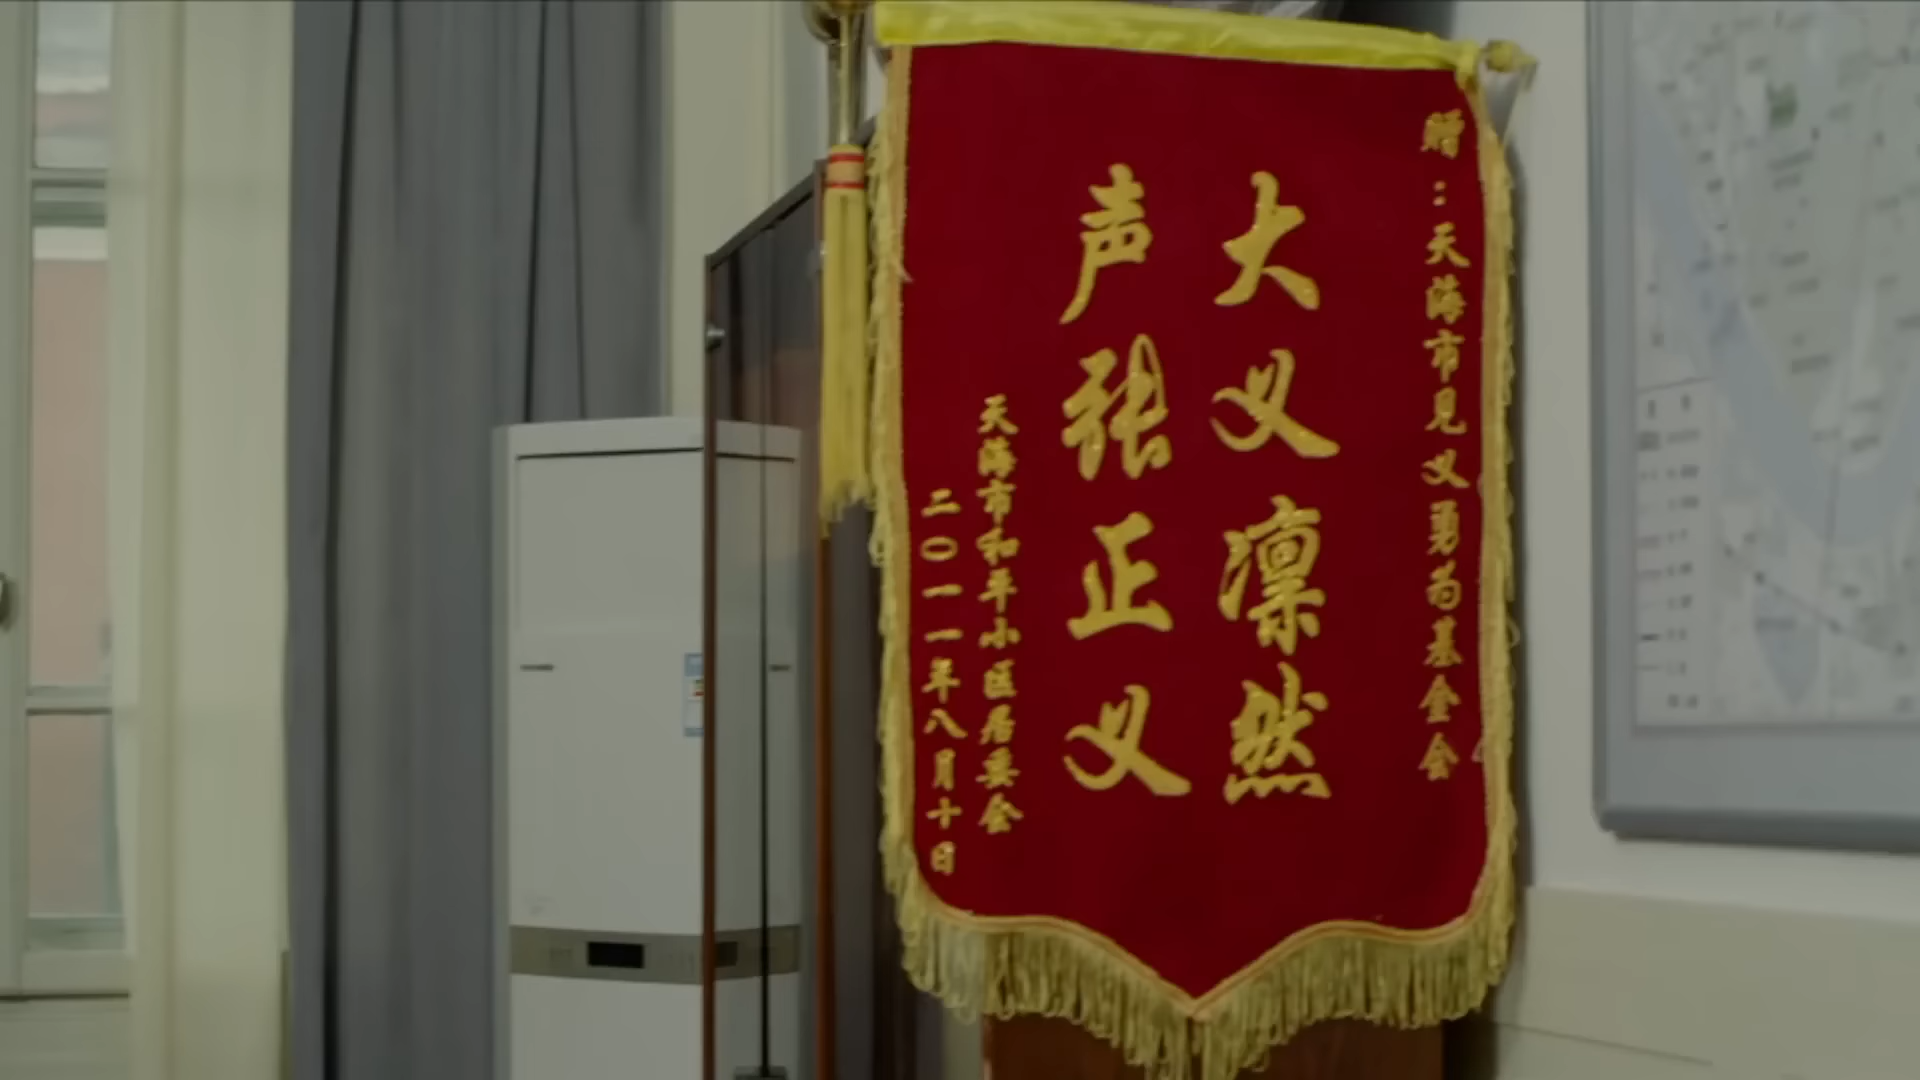 赠：天海市见义勇为基金会
大义凛然
声张正义
天海市和平小区居委会
二〇一一年八月十日